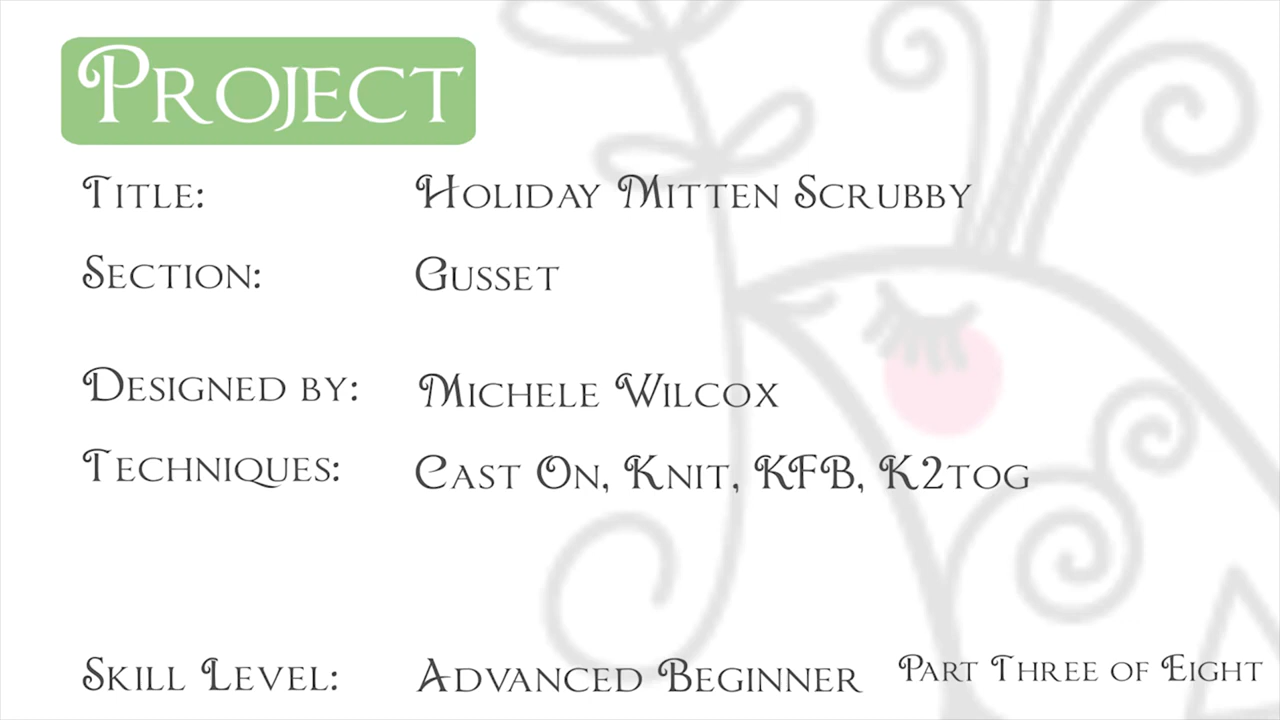 Project
Title: Holiday Mitten Scrubby
Section: Gusset
Designed by: Michele Wilcox
Techniques: Cast On, Knit, KFB, K2tog
Skill Level: Advanced Beginner
Part Three of Eight